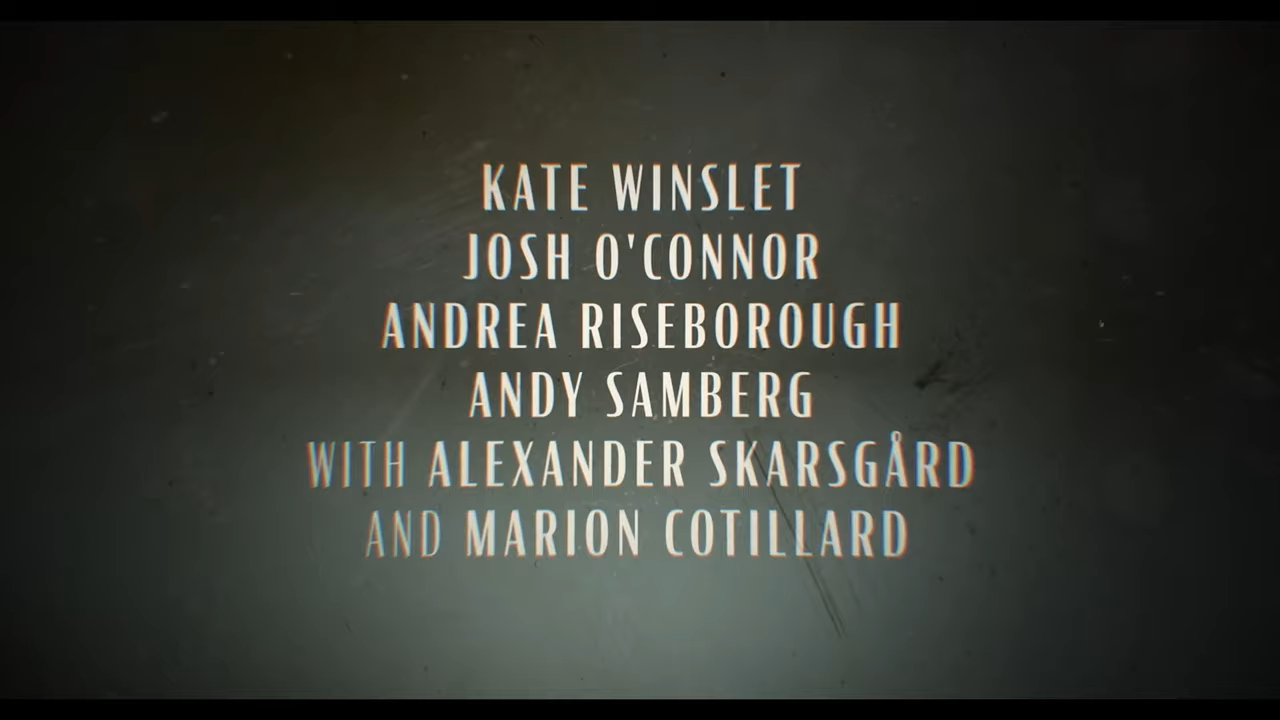 KATE WINSLET
JOSH O'CONNOR
ANDREA RISEBOROUGH
ANDY SAMBERG
WITH ALEXANDER SKARSGÅRD
AND MARION COTILLARD